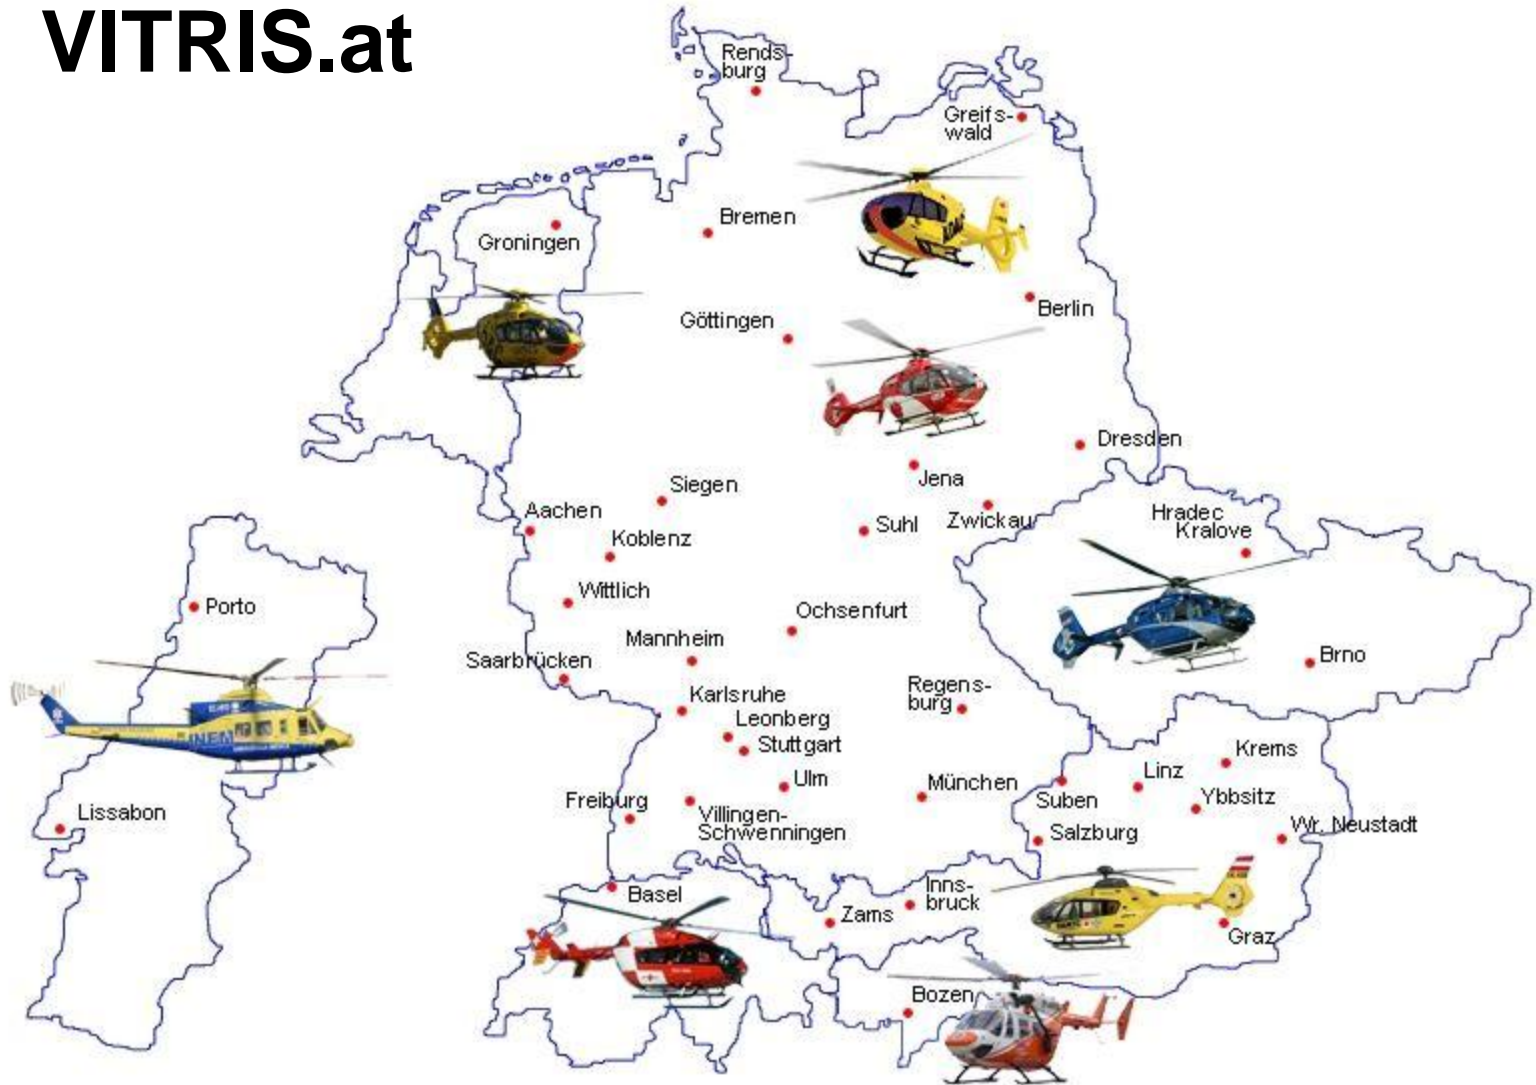 VITRIS.at
Rends-
burg
Greifs-
wald
Bremen
Groningen
Berlin
Göttingen
Dresden
Jena
Siegen
Aachen
Suhl
Zwickau
Hradec
Kralove
Koblenz
Wittlich
Porto
Ochsenfurt
Mannheim
Saarbrücken
Brno
Karlsruhe
Regens-
burg
Leonberg
Stuttgart
INEM
Krems
Linz
Ulm
München
Suben
Ybbsitz
Freiburg
Villingen-
Schwenningen
Lissabon
Salzburg
Wr. Neustadt
Basel
Inns-
bruck
Zams
Graz
Bozen
ADAC